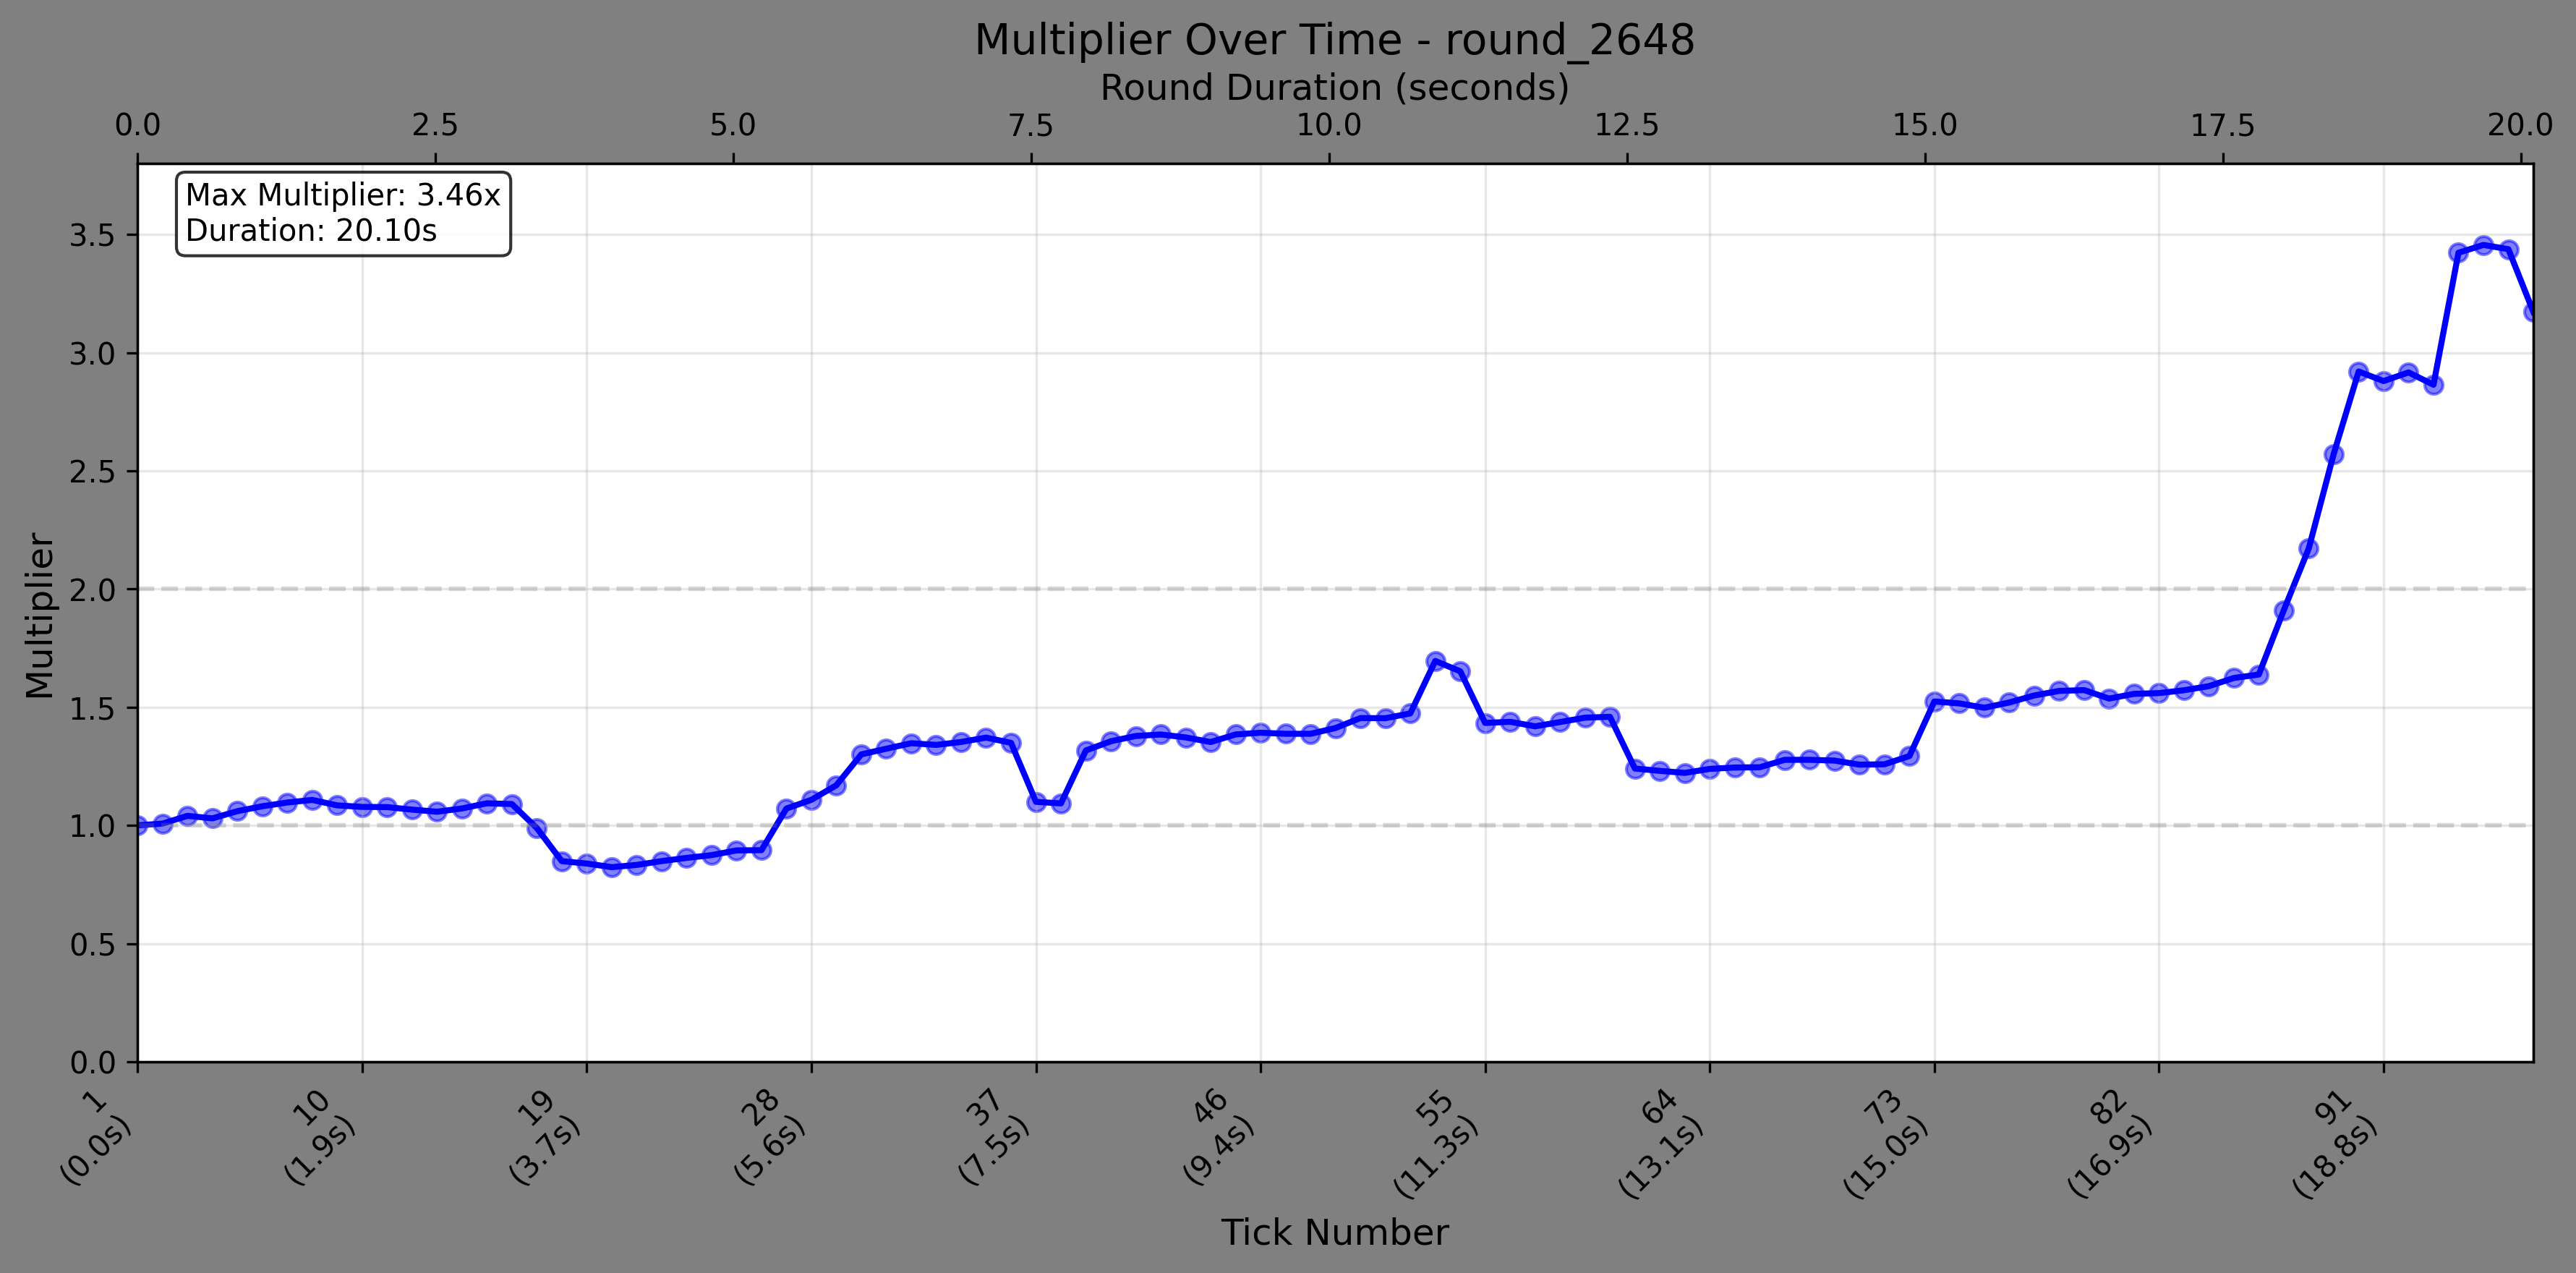 Multiplier Over Time - round_2648
Round Duration (seconds)
0.0 2.5 5.0 7.5 10.0 12.5 15.0 17.5 20.0
Max Multiplier: 3.46x
Duration: 20.10s
Multiplier
3.5
3.0
2.5
2.0
1.5
1.0
0.5
0.0
1
(0.0s)
10
(1.9s)
19
(3.7s)
28
(5.6s)
37
(7.5s)
46
(9.4s)
55
(11.3s)
64
(13.1s)
73
(15.0s)
82
(16.9s)
91
(18.8s)
Tick Number